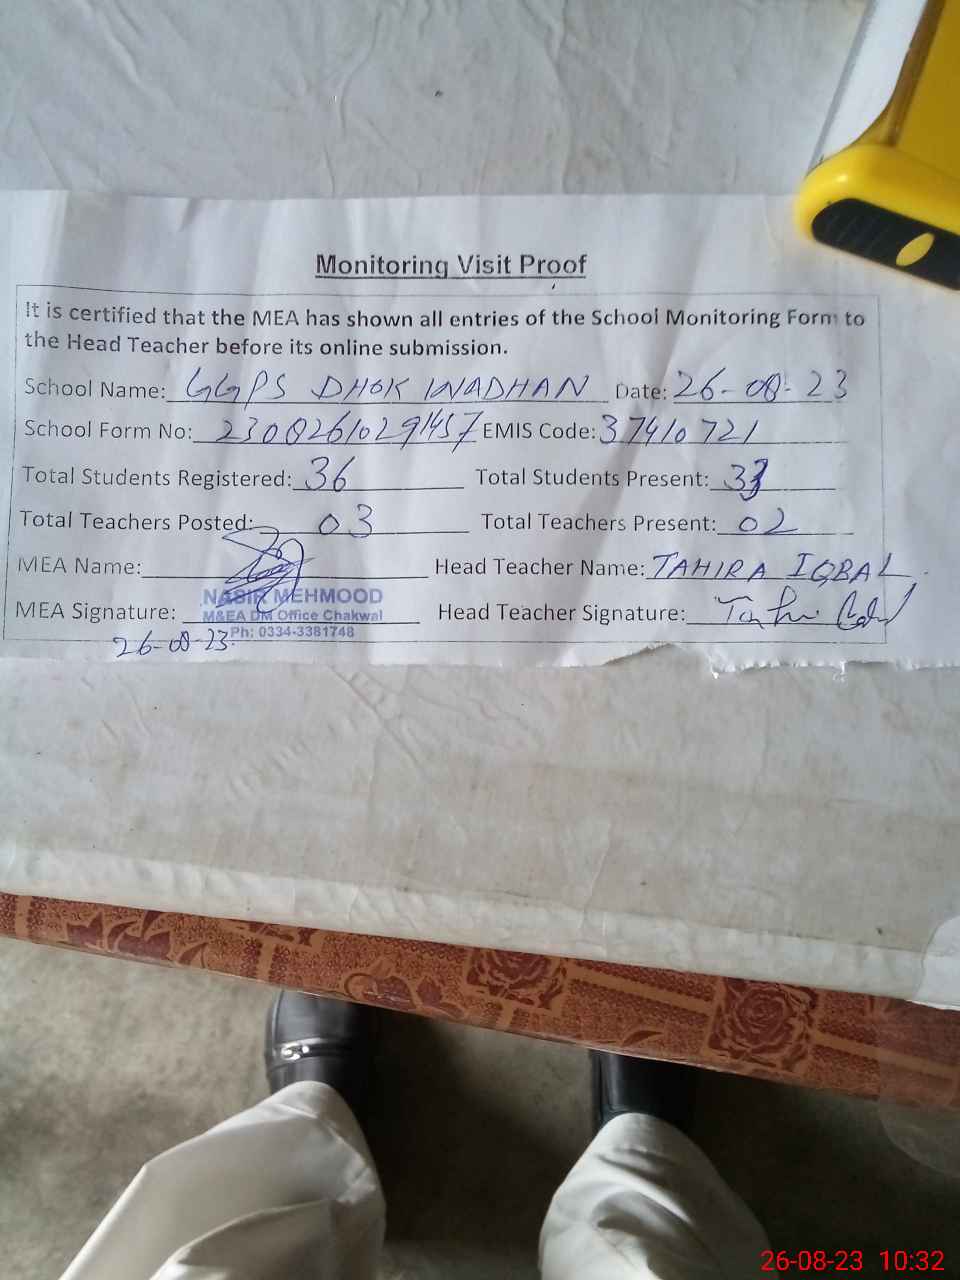 Monitoring Visit Proof
It is certified that the MEA has shown all entries of the School Monitoring Form to
the Head Teacher before its online submission.
School Name: GGPS DHOK WADHAN Date: 26-08-23
School Form No: 23082610291457 EMIS Code: 37410721
Total Students Registered: 36 Total Students Present: 33
Total Teachers Posted: 03 Total Teachers Present: 02
MEA Name: Head Teacher Name: TAHIRA IQBAL
NASIR MEHMOOD
MEA Signature: M&EA DM Office Chakwal Head Teacher Signature:
Ph: 0334-3381748
26-08-23
26-08-23 10:32